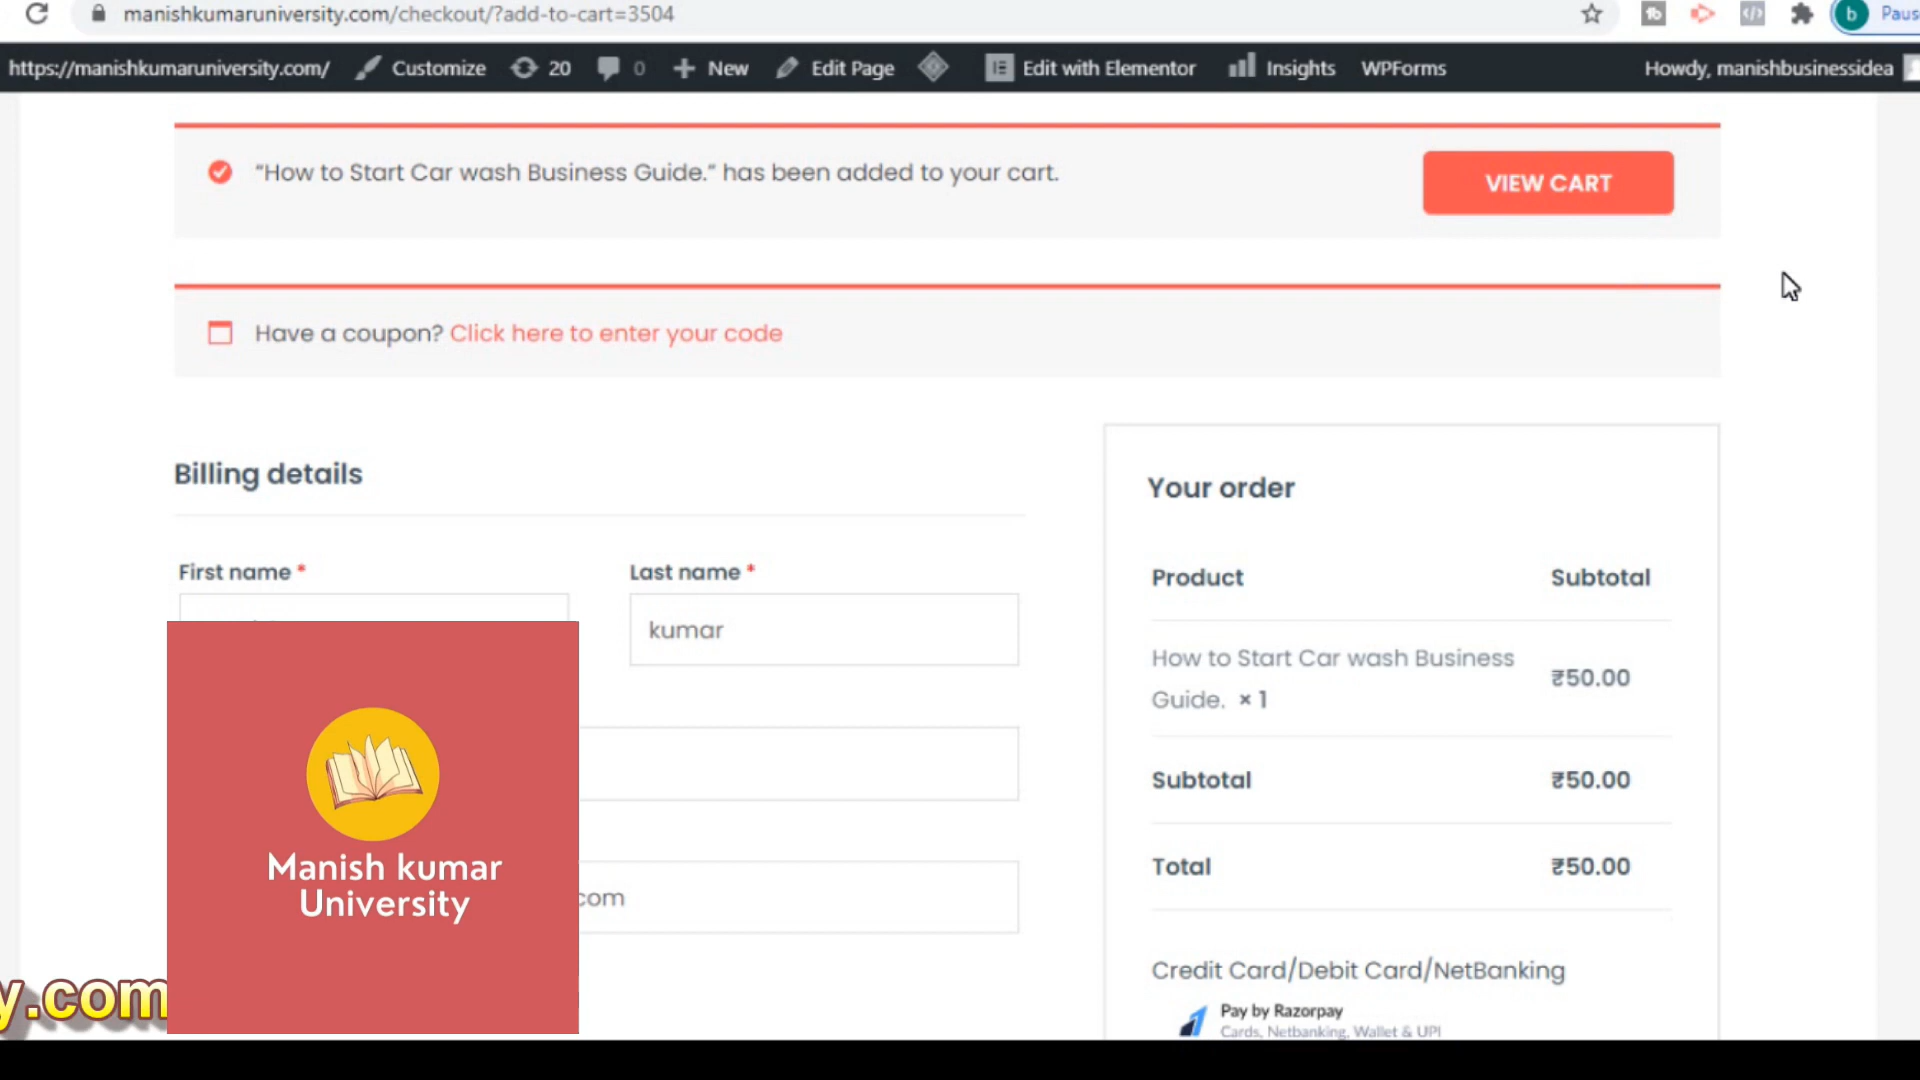 manishkumaruniversity.com/checkout/?add-to-cart=3504
b Paus
https://manishkumaruniversity.com/ Customize 20 0 New Edit Page Edit with Elementor Insights WPForms Howdy, manishbusinessidea
“How to Start Car wash Business Guide.” has been added to your cart. VIEW CART
Have a coupon? Click here to enter your code
Billing details
First name *
Last name *
kumar
com
Your order
Product Subtotal
How to Start Car wash Business
Guide. × 1
₹50.00
Subtotal ₹50.00
Total ₹50.00
Credit Card/Debit Card/NetBanking
Pay by Razorpay
Cards, Netbanking, Wallet & UPI
Manish kumar
University
y.com